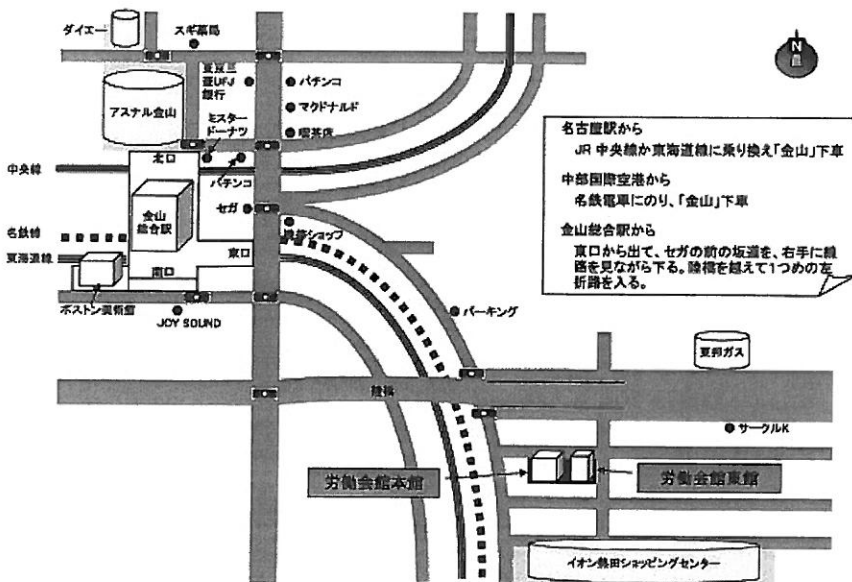 ダイエー
スギ薬局
N
アスナル金山
東京三
菱UFJ
銀行
パチンコ
マクドナルド
喫茶店
ミスター
ドーナツ
北口
パチンコ
中央線
金山
総合駅
セガ
携帯ショップ
名鉄線
東海道線
東口
南口
ボストン美術館
JOY SOUND
パーキング
名古屋駅から
JR 中央線か東海道線に乗り換え「金山」下車
中部国際空港から
名鉄電車にのり、「金山」下車
金山総合駅から
東口から出て、セガの前の坂道を、右手に線
路を見ながら下る。陸橋を越えて1つめの左
折路を入る。
東邦ガス
陸橋
サークルK
労働会館本館
労働会館東館
イオン熱田ショッピングセンター